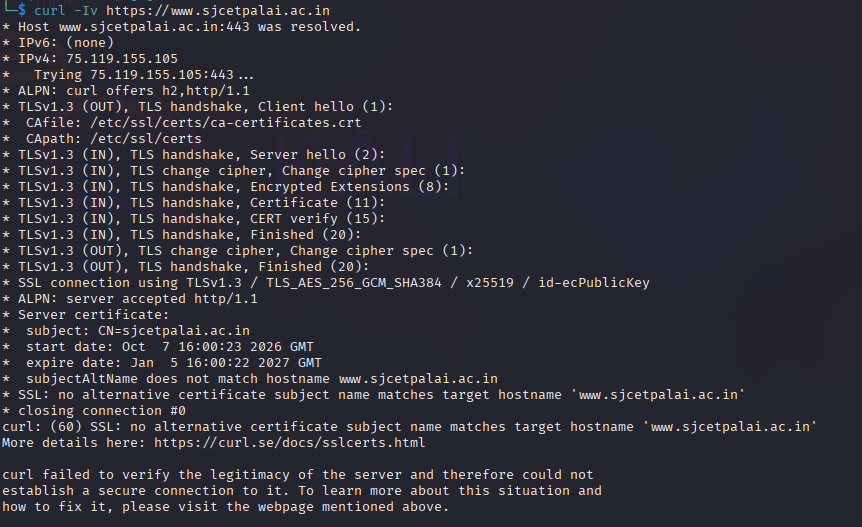 └─$ curl -Iv https://www.sjcetpalai.ac.in
* Host www.sjcetpalai.ac.in:443 was resolved.
* IPv6: (none)
* IPv4: 75.119.155.105
*   Trying 75.119.155.105:443...
* ALPN: curl offers h2,http/1.1
* TLSv1.3 (OUT), TLS handshake, Client hello (1):
*  CAfile: /etc/ssl/certs/ca-certificates.crt
*  CApath: /etc/ssl/certs
* TLSv1.3 (IN), TLS handshake, Server hello (2):
* TLSv1.3 (IN), TLS change cipher, Change cipher spec (1):
* TLSv1.3 (IN), TLS handshake, Encrypted Extensions (8):
* TLSv1.3 (IN), TLS handshake, Certificate (11):
* TLSv1.3 (IN), TLS handshake, CERT verify (15):
* TLSv1.3 (IN), TLS handshake, Finished (20):
* TLSv1.3 (OUT), TLS change cipher, Change cipher spec (1):
* TLSv1.3 (OUT), TLS handshake, Finished (20):
* SSL connection using TLSv1.3 / TLS_AES_256_GCM_SHA384 / x25519 / id-ecPublicKey
* ALPN: server accepted http/1.1
* Server certificate:
*  subject: CN=sjcetpalai.ac.in
*  start date: Oct  7 16:00:23 2026 GMT
*  expire date: Jan  5 16:00:22 2027 GMT
*  subjectAltName does not match hostname www.sjcetpalai.ac.in
* SSL: no alternative certificate subject name matches target hostname 'www.sjcetpalai.ac.in'
* closing connection #0
curl: (60) SSL: no alternative certificate subject name matches target hostname 'www.sjcetpalai.ac.in'
More details here: https://curl.se/docs/sslcerts.html

curl failed to verify the legitimacy of the server and therefore could not
establish a secure connection to it. To learn more about this situation and
how to fix it, please visit the webpage mentioned above.